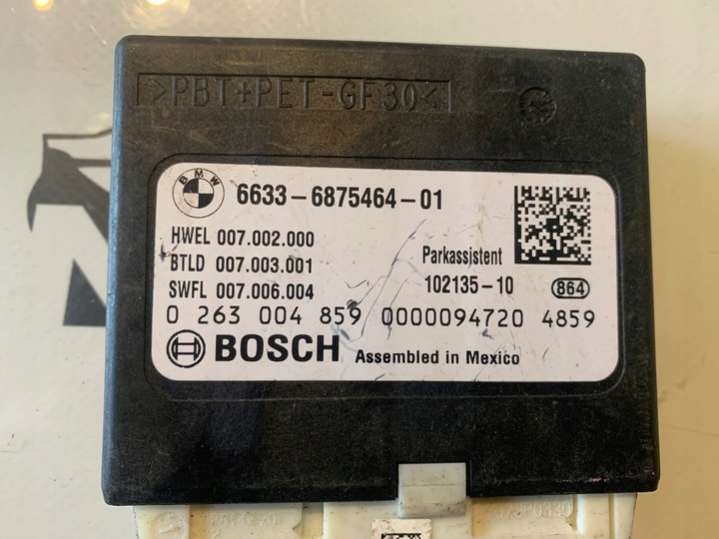 >PBT+PET-GF30<
BMW 6633-6875464-01
HWEL 007.002.000
BTLD 007.003.001 Parkassistent
SWFL 007.006.004 102135-10 864
0 263 004 859 0000094720 4859
BOSCH Assembled in Mexico